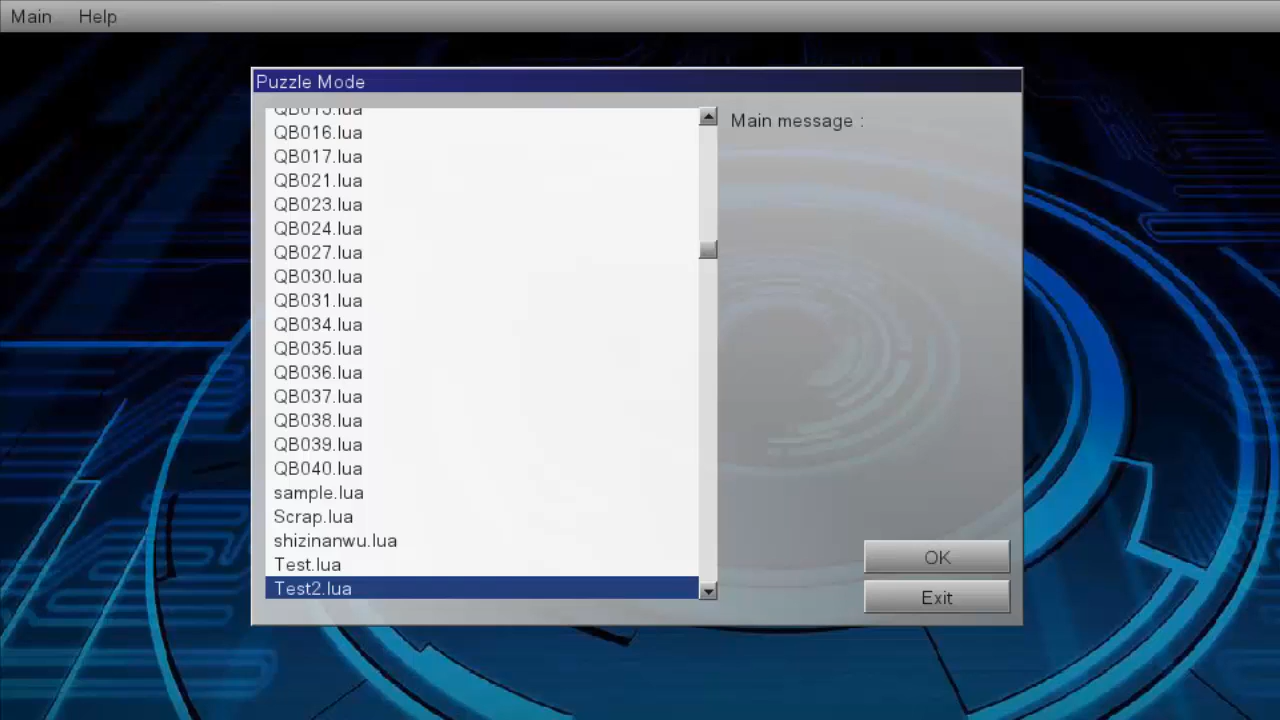 Main Help
Puzzle Mode
QB015.lua
QB016.lua
QB017.lua
QB021.lua
QB023.lua
QB024.lua
QB027.lua
QB030.lua
QB031.lua
QB034.lua
QB035.lua
QB036.lua
QB037.lua
QB038.lua
QB039.lua
QB040.lua
sample.lua
Scrap.lua
shizinanwu.lua
Test.lua
Test2.lua
Main message :
OK
Exit